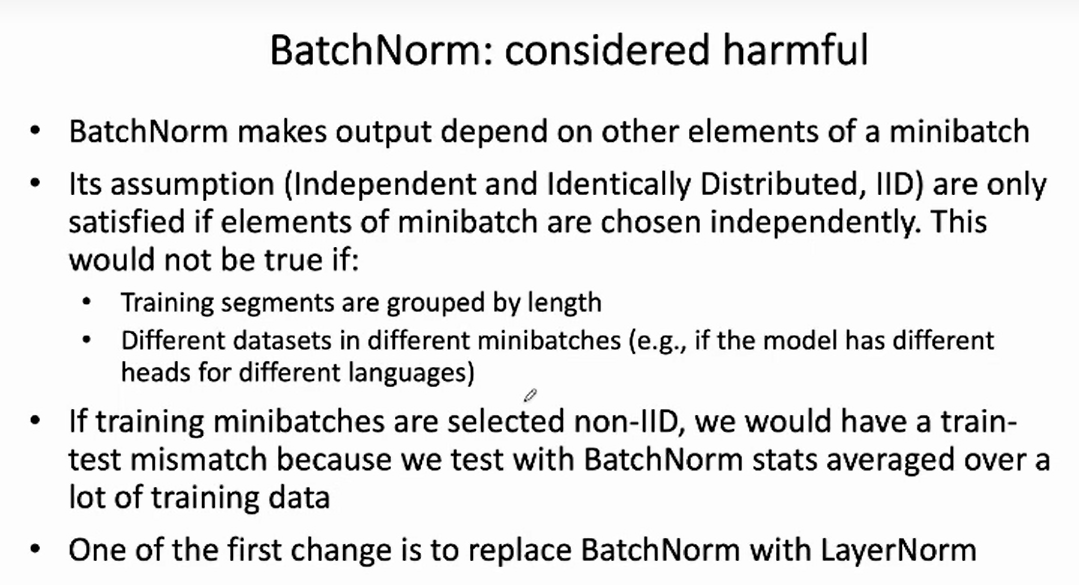 BatchNorm: considered harmful
• BatchNorm makes output depend on other elements of a minibatch
• Its assumption (Independent and Identically Distributed, IID) are only
satisfied if elements of minibatch are chosen independently. This
would not be true if:
• Training segments are grouped by length
• Different datasets in different minibatches (e.g., if the model has different
heads for different languages)
• If training minibatches are selected non-IID, we would have a train-
test mismatch because we test with BatchNorm stats averaged over a
lot of training data
• One of the first change is to replace BatchNorm with LayerNorm